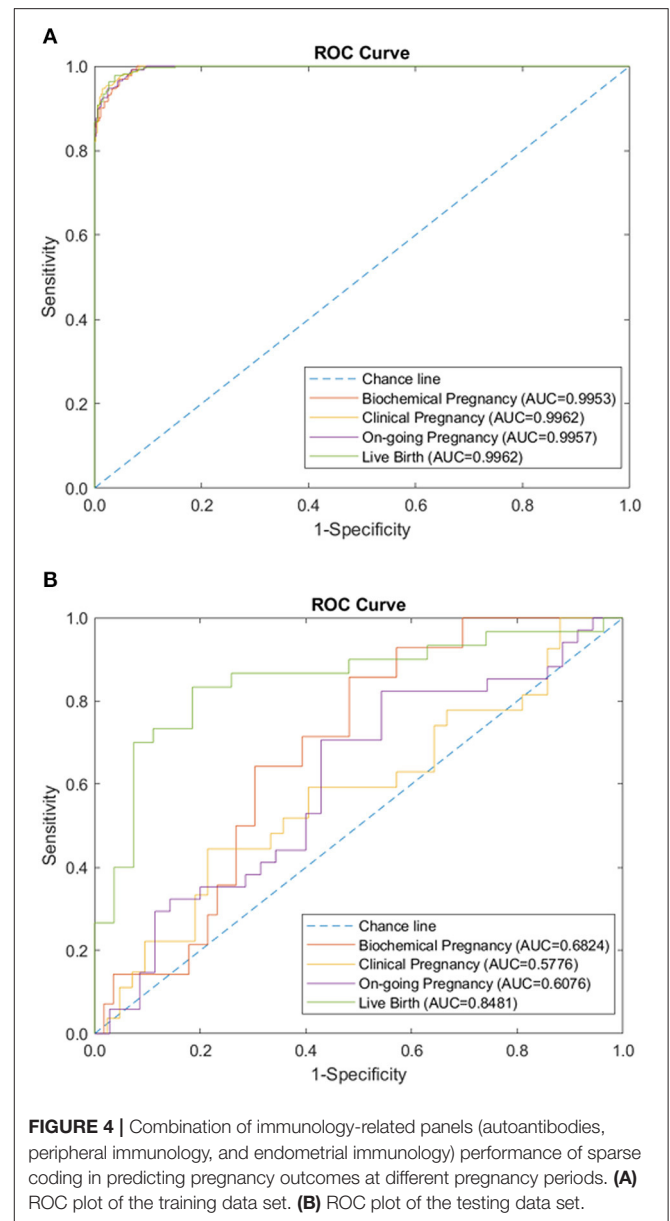 A
ROC Curve
1.0
0.8
0.6
0.4
0.2
0.0
Sensitivity
Chance line
Biochemical Pregnancy (AUC=0.9953)
Clinical Pregnancy (AUC=0.9962)
On-going Pregnancy (AUC=0.9957)
Live Birth (AUC=0.9962)
0.0 0.2 0.4 0.6 0.8 1.0
1-Specificity
B
ROC Curve
1.0
0.8
0.6
0.4
0.2
0.0
Sensitivity
Chance line
Biochemical Pregnancy (AUC=0.6824)
Clinical Pregnancy (AUC=0.5776)
On-going Pregnancy (AUC=0.6076)
Live Birth (AUC=0.8481)
0.0 0.2 0.4 0.6 0.8 1.0
1-Specificity
FIGURE 4 | Combination of immunology-related panels (autoantibodies,
peripheral immunology, and endometrial immunology) performance of sparse
coding in predicting pregnancy outcomes at different pregnancy periods. (A)
ROC plot of the training data set. (B) ROC plot of the testing data set.